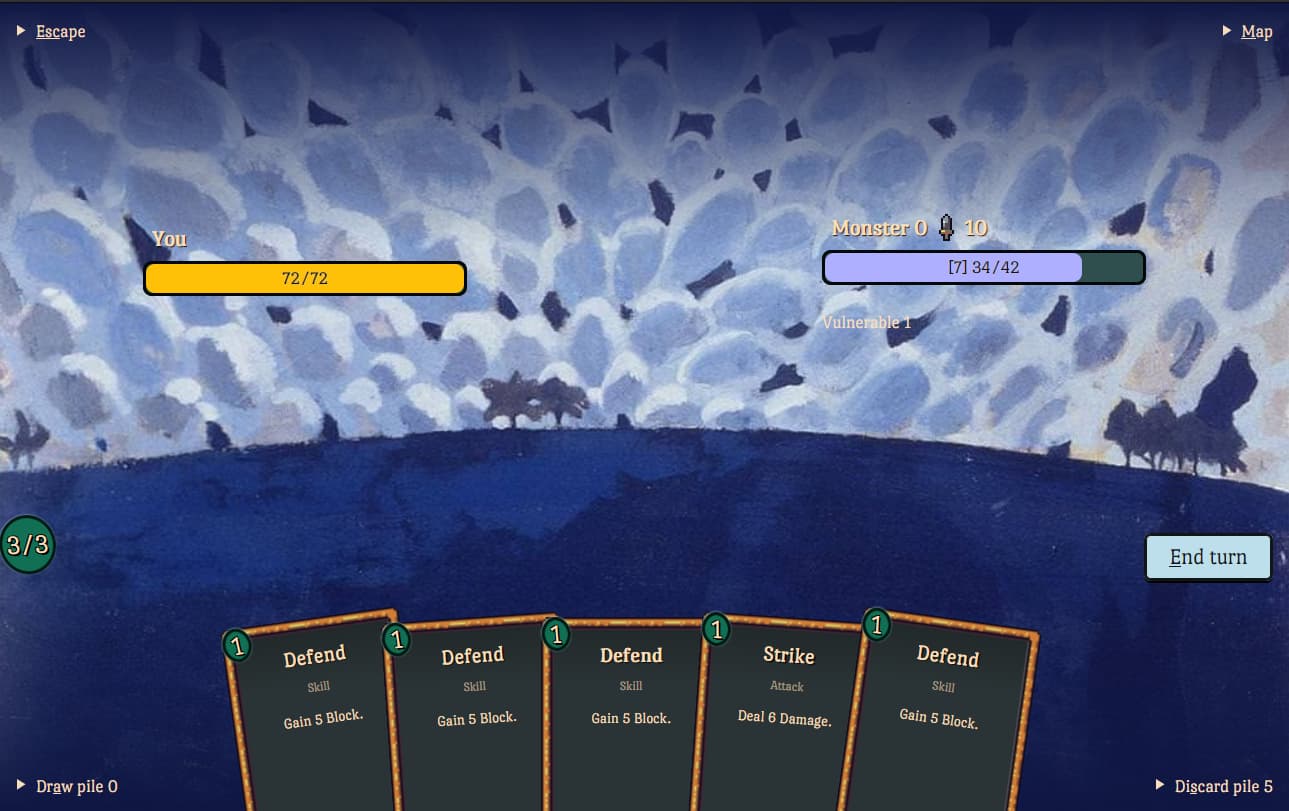 Escape
Map
You
72/72
Monster 0 10
[7] 34/42
Vulnerable 1
3/3
End turn
1
Defend
Skill
Gain 5 Block.
1
Defend
Skill
Gain 5 Block.
1
Defend
Skill
Gain 5 Block.
1
Strike
Attack
Deal 6 Damage.
1
Defend
Skill
Gain 5 Block.
Draw pile 0
Discard pile 5